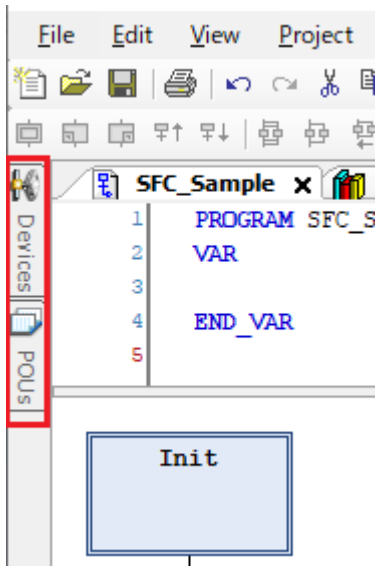 File Edit View Project
SFC_Sample
Devices
POUs
1 PROGRAM SFC_S
2 VAR
3
4 END_VAR
5
Init